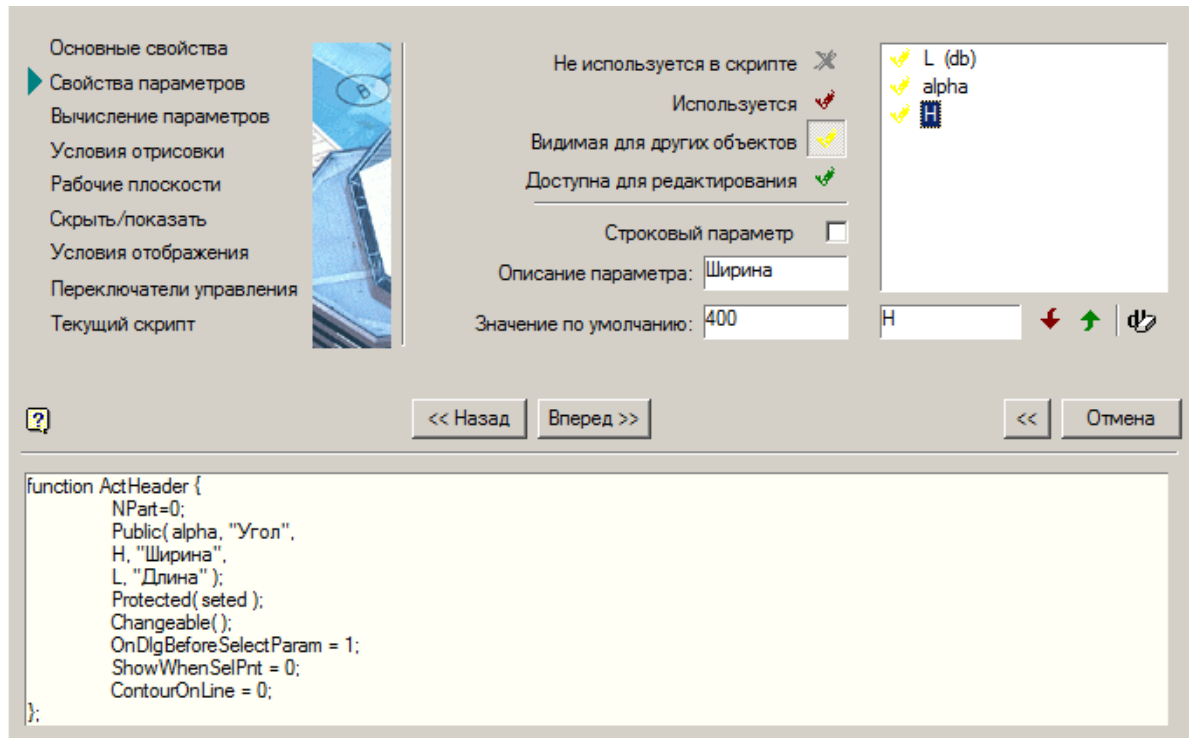 Основные свойства
Свойства параметров
Вычисление параметров
Условия отрисовки
Рабочие плоскости
Скрыть/показать
Условия отображения
Переключатели управления
Текущий скрипт
B
Не используется в скрипте
Используется
Видимая для других объектов
Доступна для редактирования
Строковый параметр
Описание параметра: Ширина
Значение по умолчанию: 400
L (db)
alpha
H
H
<< Назад
Вперед >>
<<
Отмена
function ActHeader {
NPart=0;
Public( alpha, "Угол",
H, "Ширина",
L, "Длина" );
Protected( seted );
Changeable( );
OnDlgBeforeSelectParam = 1;
ShowWhenSelPnt = 0;
ContourOnLine = 0;
};